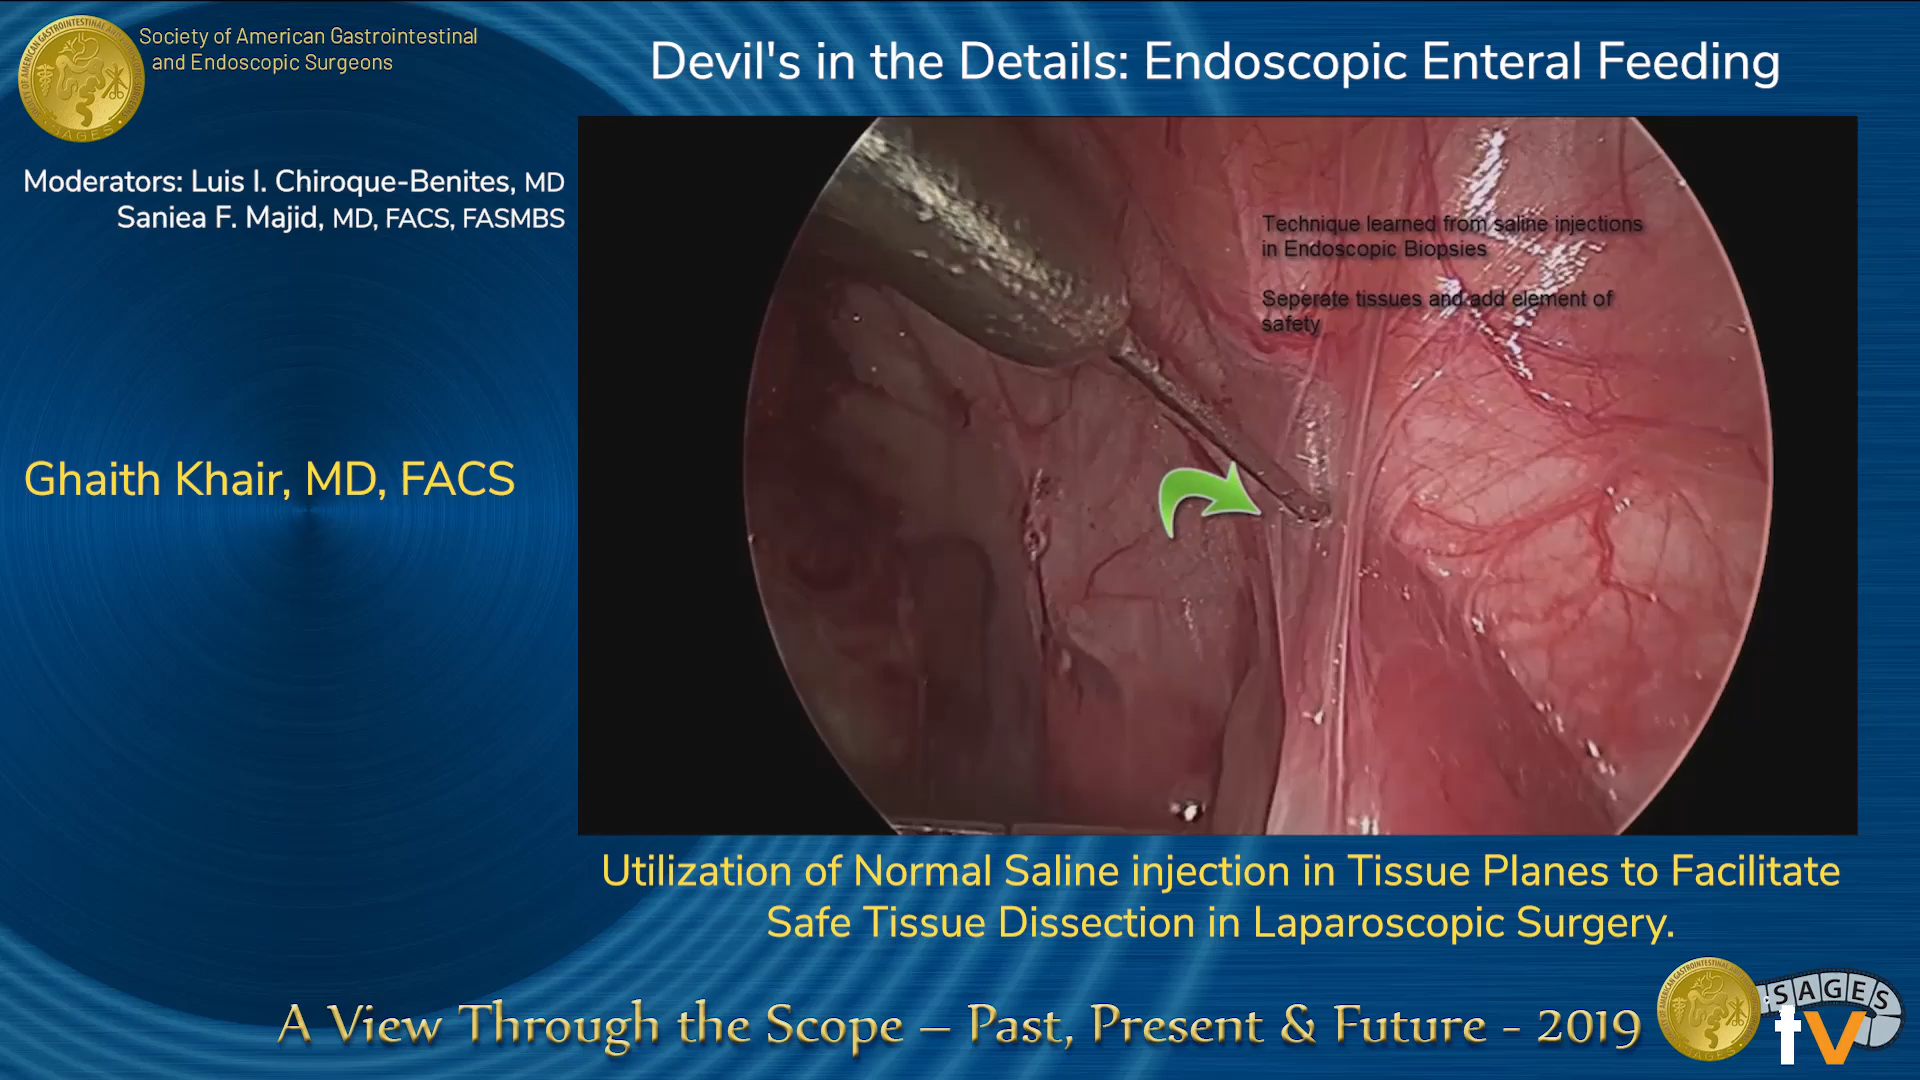 Society of American Gastrointestinal
and Endoscopic Surgeons
Devil's in the Details: Endoscopic Enteral Feeding
Moderators: Luis I. Chiroque-Benites, MD
Saniea F. Majid, MD, FACS, FASMBS
Ghaith Khair, MD, FACS
Technique learned from saline injections
in Endoscopic Biopsies
Seperate tissues and add element of
safety
Utilization of Normal Saline injection in Tissue Planes to Facilitate
Safe Tissue Dissection in Laparoscopic Surgery.
A View Through the Scope – Past, Present & Future - 2019
SAGES
tv